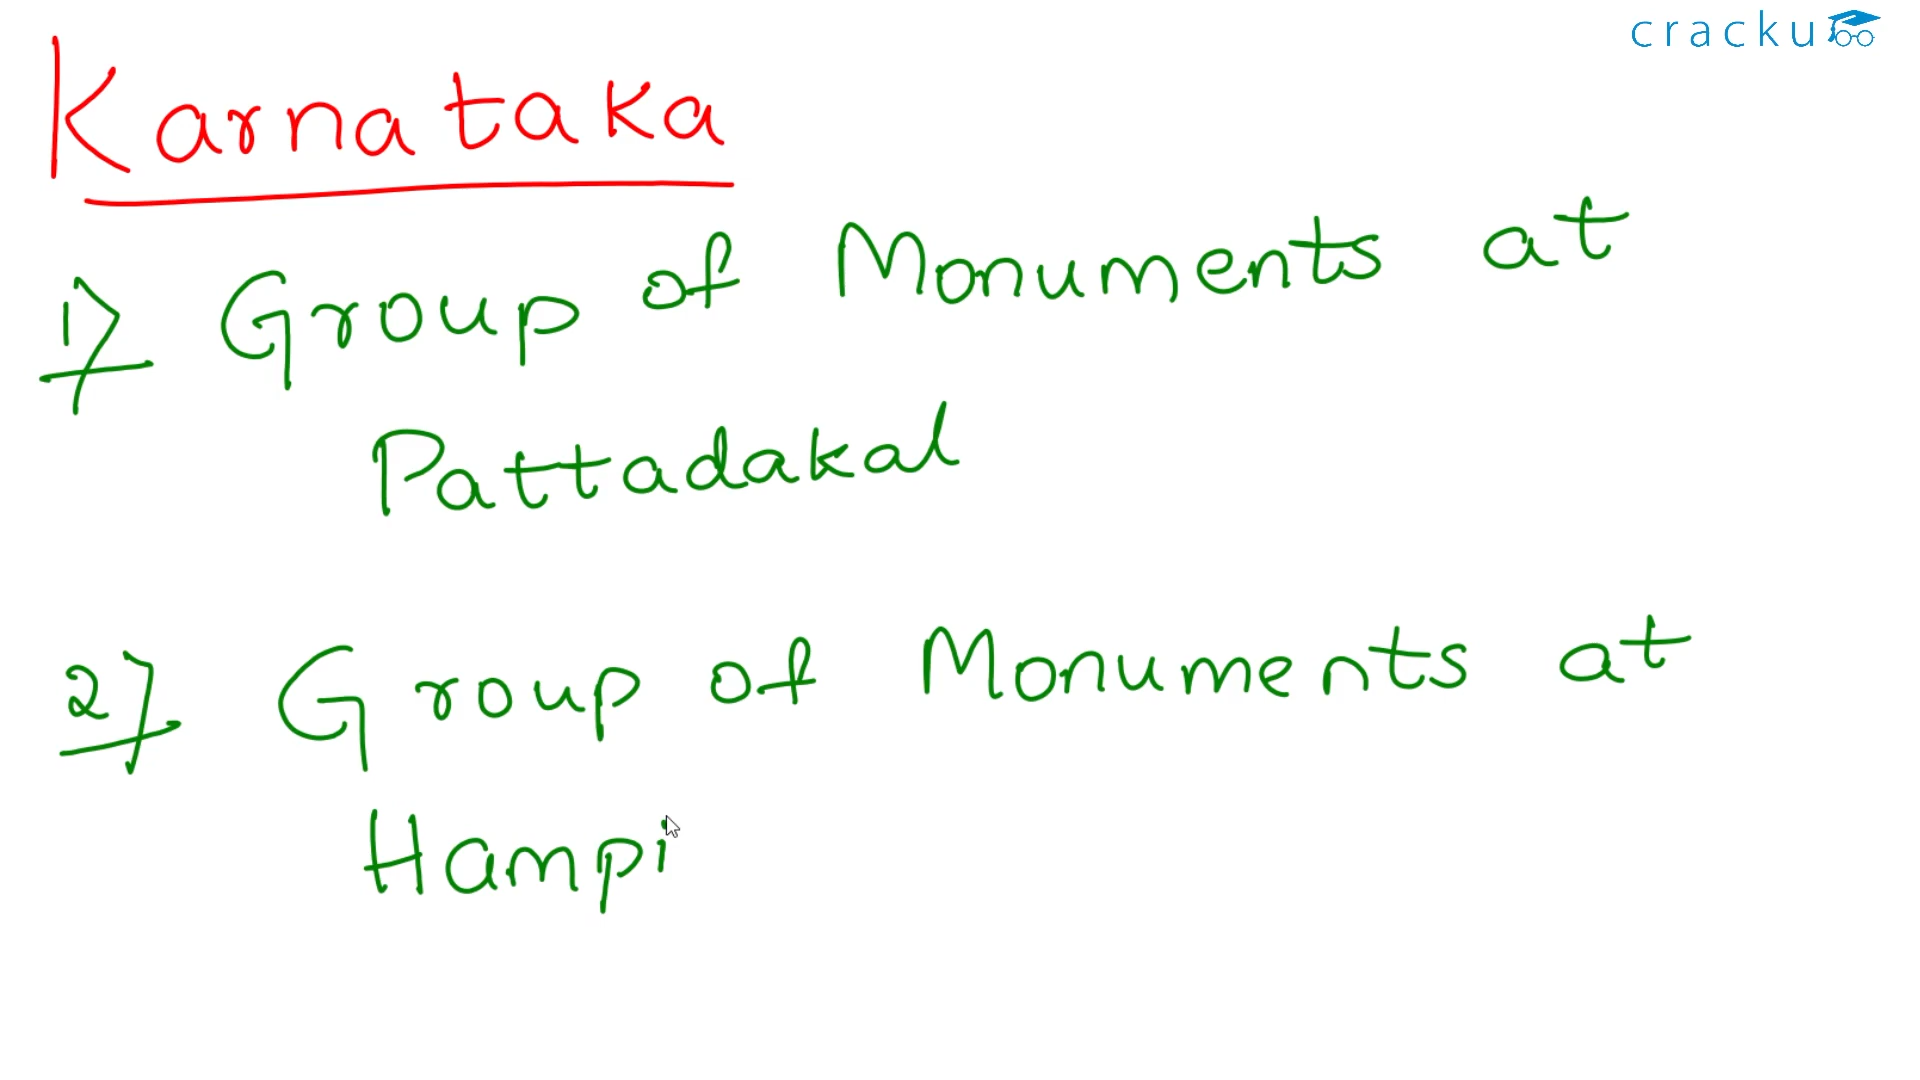 cracku
Karnataka
1) Group of Monuments at
Pattadakal
2) Group of Monuments at
Hampi